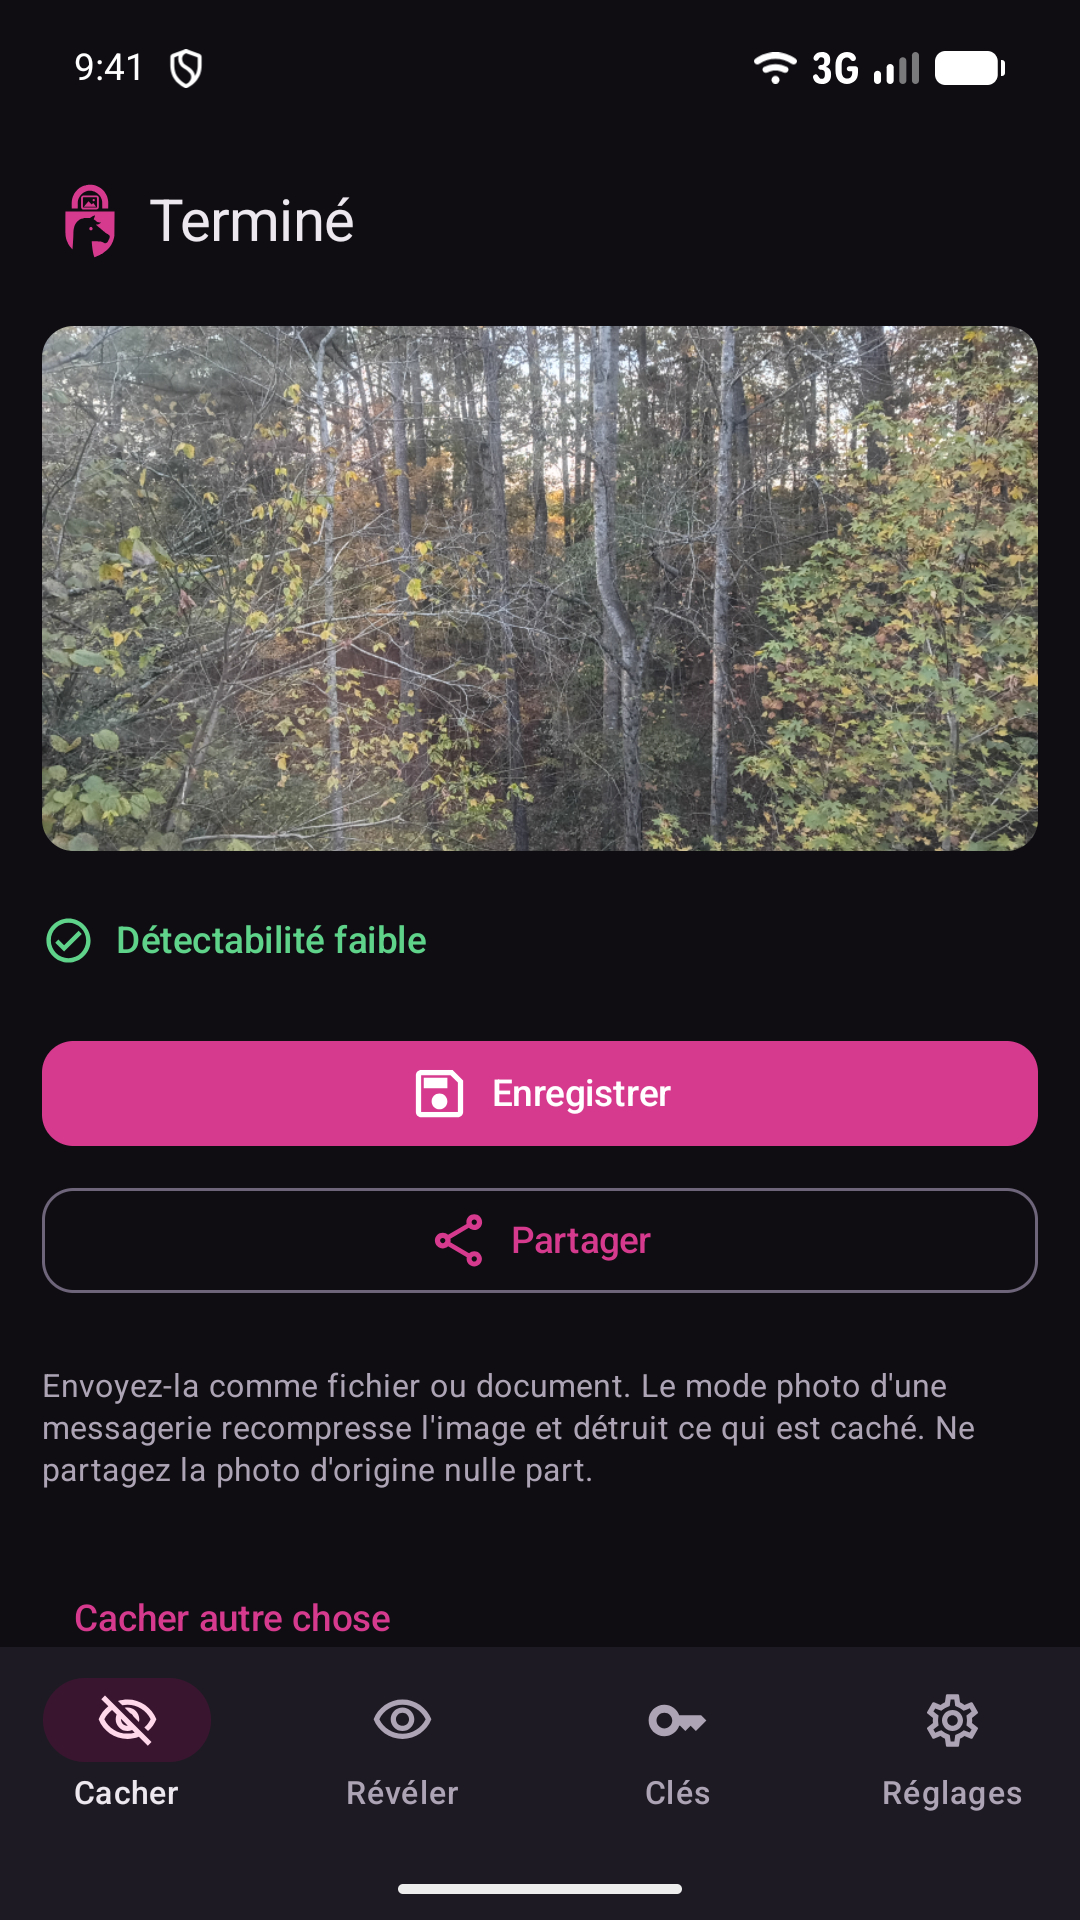 9:41
3G
Terminé
Détectabilité faible
Enregistrer
Partager
Envoyez-la comme fichier ou document. Le mode photo d'une
messagerie recompresse l'image et détruit ce qui est caché. Ne
partagez la photo d'origine nulle part.
Cacher autre chose
Cacher
Révéler
Clés
Réglages